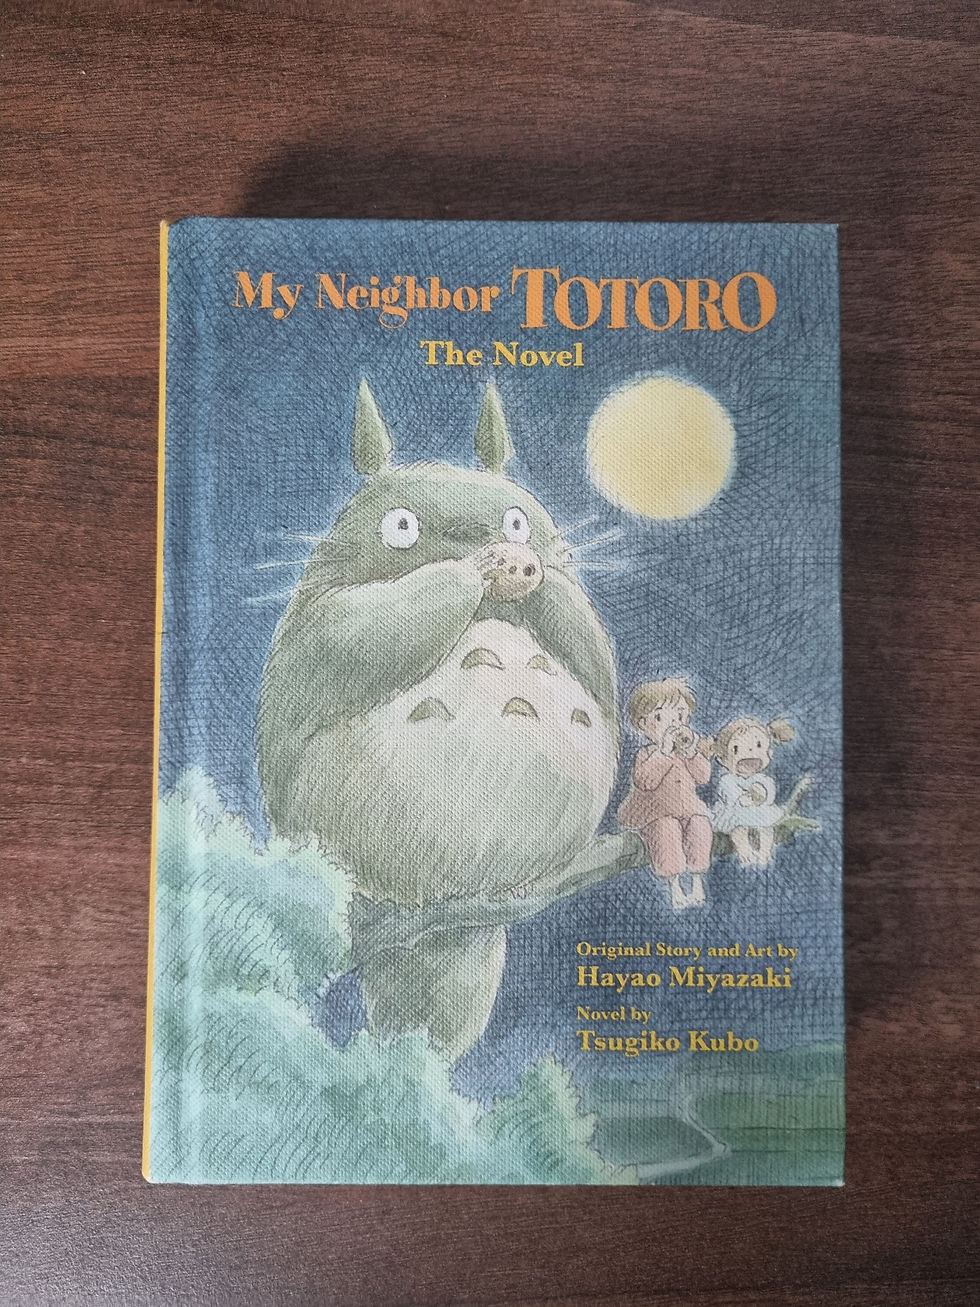 My Neighbor TOTORO
The Novel
Original Story and Art by
Hayao Miyazaki
Novel by
Tsugiko Kubo